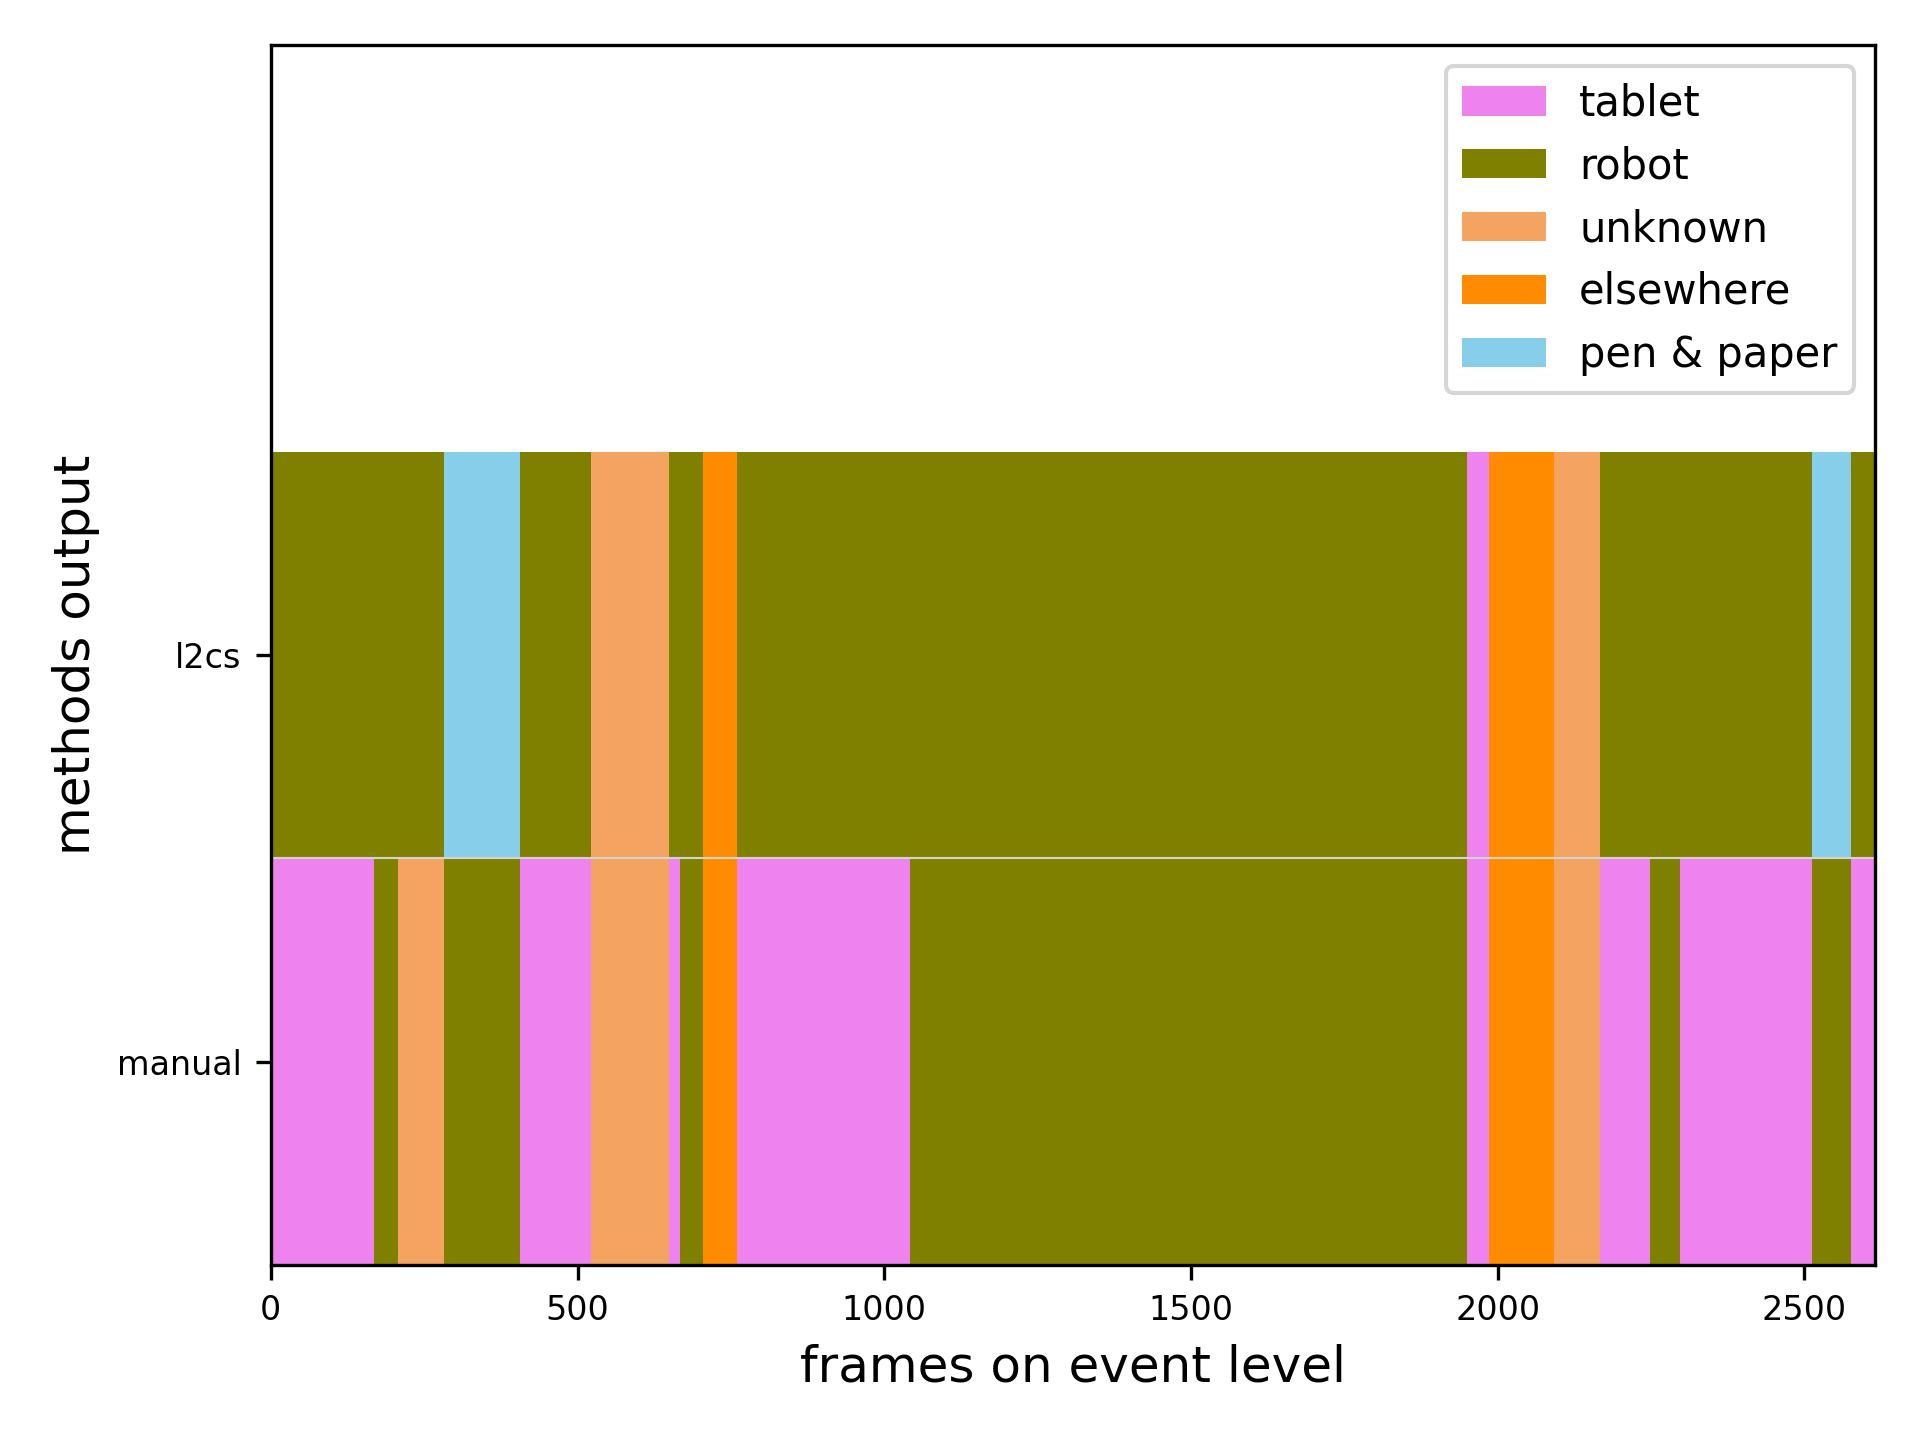 tablet
robot
unknown
elsewhere
pen & paper
methods output
l2cs
manual
0 500 1000 1500 2000 2500
frames on event level